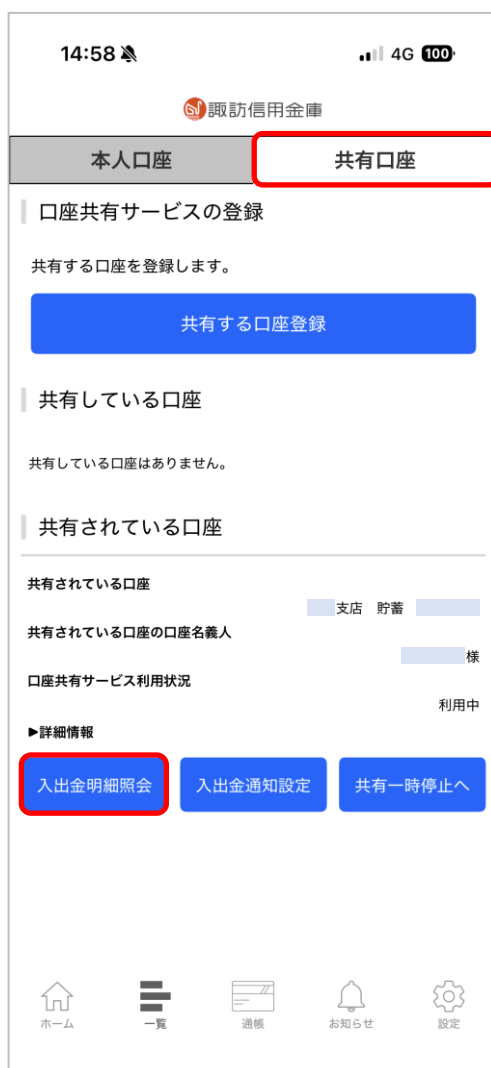 14:58 4G 100
諏訪信用金庫
本人口座 共有口座
口座共有サービスの登録
共有する口座を登録します。
共有する口座登録
共有している口座
共有している口座はありません。
共有されている口座
共有されている口座
支店 貯蓄
共有されている口座の口座名義人
様
口座共有サービス利用状況
利用中
▶詳細情報
入出金明細照会 入出金通知設定 共有一時停止へ
ホーム 一覧 通帳 お知らせ 設定